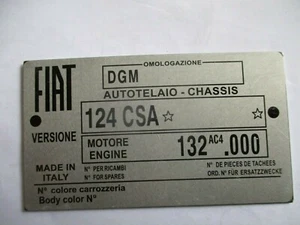 OMOLOGAZIONE
FIAT
DGM
AUTOTELAIO - CHASSIS
VERSIONE
124 CSA ☆ ☆
MOTORE
ENGINE
132 AC4 .000
MADE IN
ITALY
N° PER RICAMBI
N° FOR SPARES
N° DE PIECES DE TACHEES
ORD. N° FUR ERSATZZWECKE
N° colore carrozzeria
Body color N°